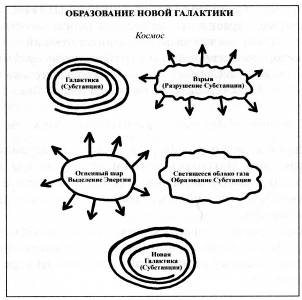 ОБРАЗОВАНИЕ НОВОЙ ГАЛАКТИКИ
Космос
Галактика
(Субстанция)
Взрыв
(Разрушение Субстанции)
Огненный шар
Выделение Энергии
Светящееся облако газа
Образование Субстанции
Новая
Галактика
(Субстанция)